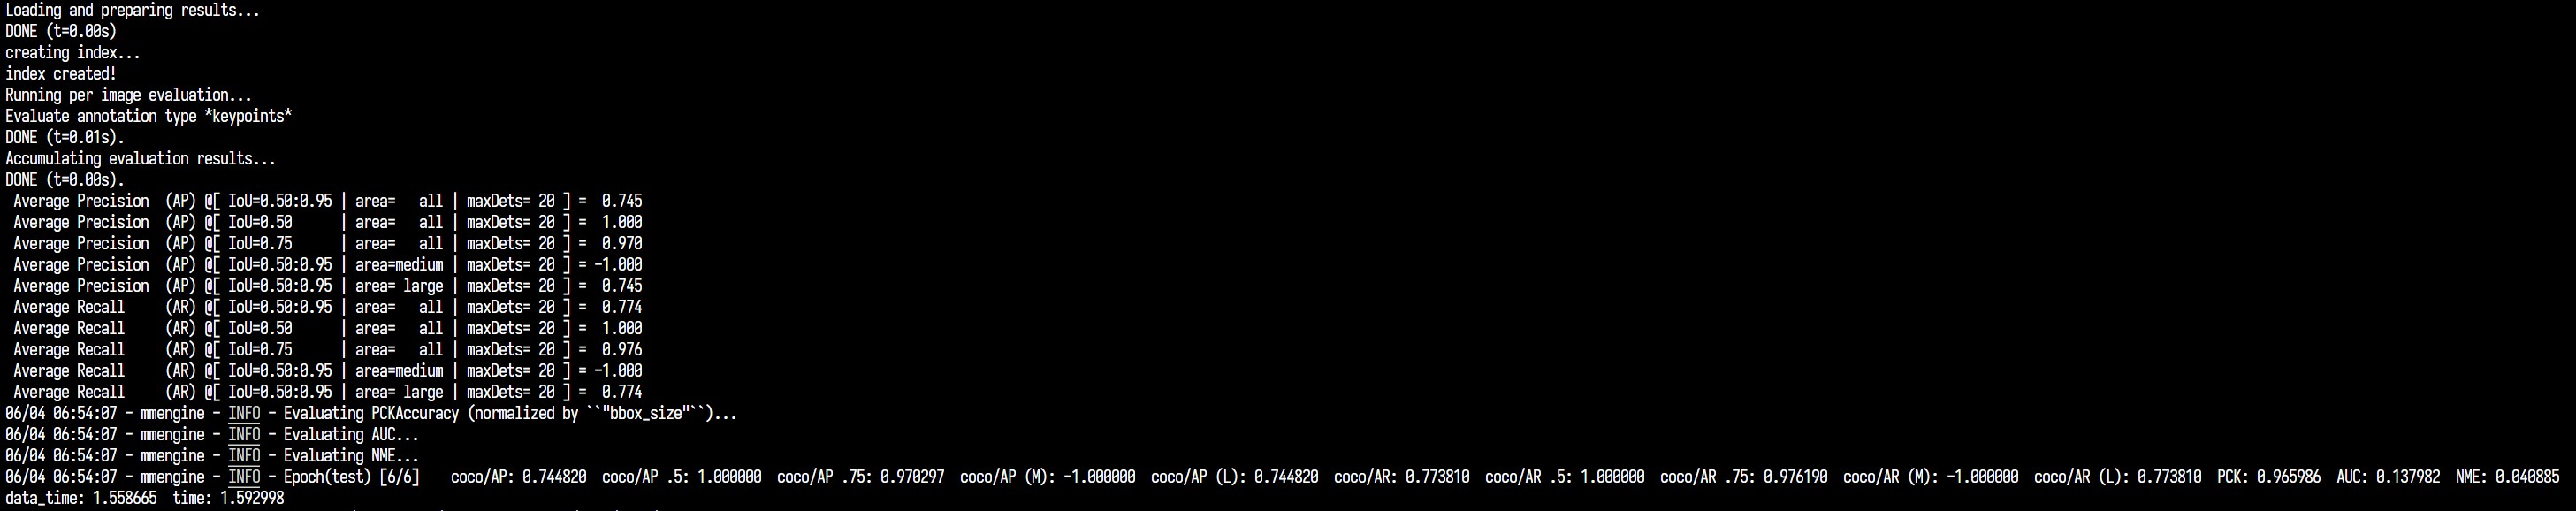 Loading and preparing results...
DONE (t=0.00s)
creating index...
index created!
Running per image evaluation...
Evaluate annotation type *keypoints*
DONE (t=0.01s).
Accumulating evaluation results...
DONE (t=0.00s).
 Average Precision  (AP) @[ IoU=0.50:0.95 | area=   all | maxDets= 20 ] =  0.745
 Average Precision  (AP) @[ IoU=0.50      | area=   all | maxDets= 20 ] =  1.000
 Average Precision  (AP) @[ IoU=0.75      | area=   all | maxDets= 20 ] =  0.970
 Average Precision  (AP) @[ IoU=0.50:0.95 | area=medium | maxDets= 20 ] = -1.000
 Average Precision  (AP) @[ IoU=0.50:0.95 | area= large | maxDets= 20 ] =  0.745
 Average Recall     (AR) @[ IoU=0.50:0.95 | area=   all | maxDets= 20 ] =  0.774
 Average Recall     (AR) @[ IoU=0.50      | area=   all | maxDets= 20 ] =  1.000
 Average Recall     (AR) @[ IoU=0.75      | area=   all | maxDets= 20 ] =  0.976
 Average Recall     (AR) @[ IoU=0.50:0.95 | area=medium | maxDets= 20 ] = -1.000
 Average Recall     (AR) @[ IoU=0.50:0.95 | area= large | maxDets= 20 ] =  0.774
06/04 06:54:07 - mmengine - INFO - Evaluating PCKAccuracy (normalized by ``"bbox_size"``)...
06/04 06:54:07 - mmengine - INFO - Evaluating AUC...
06/04 06:54:07 - mmengine - INFO - Evaluating NME...
06/04 06:54:07 - mmengine - INFO - Epoch(test) [6/6]    coco/AP: 0.744820  coco/AP .5: 1.000000  coco/AP .75: 0.970297  coco/AP (M): -1.000000  coco/AP (L): 0.744820  coco/AR: 0.773810  coco/AR .5: 1.000000  coco/AR .75: 0.976190  coco/AR (M): -1.000000  coco/AR (L): 0.773810  PCK: 0.965986  AUC: 0.137982  NME: 0.040885
data_time: 1.558665  time: 1.592998